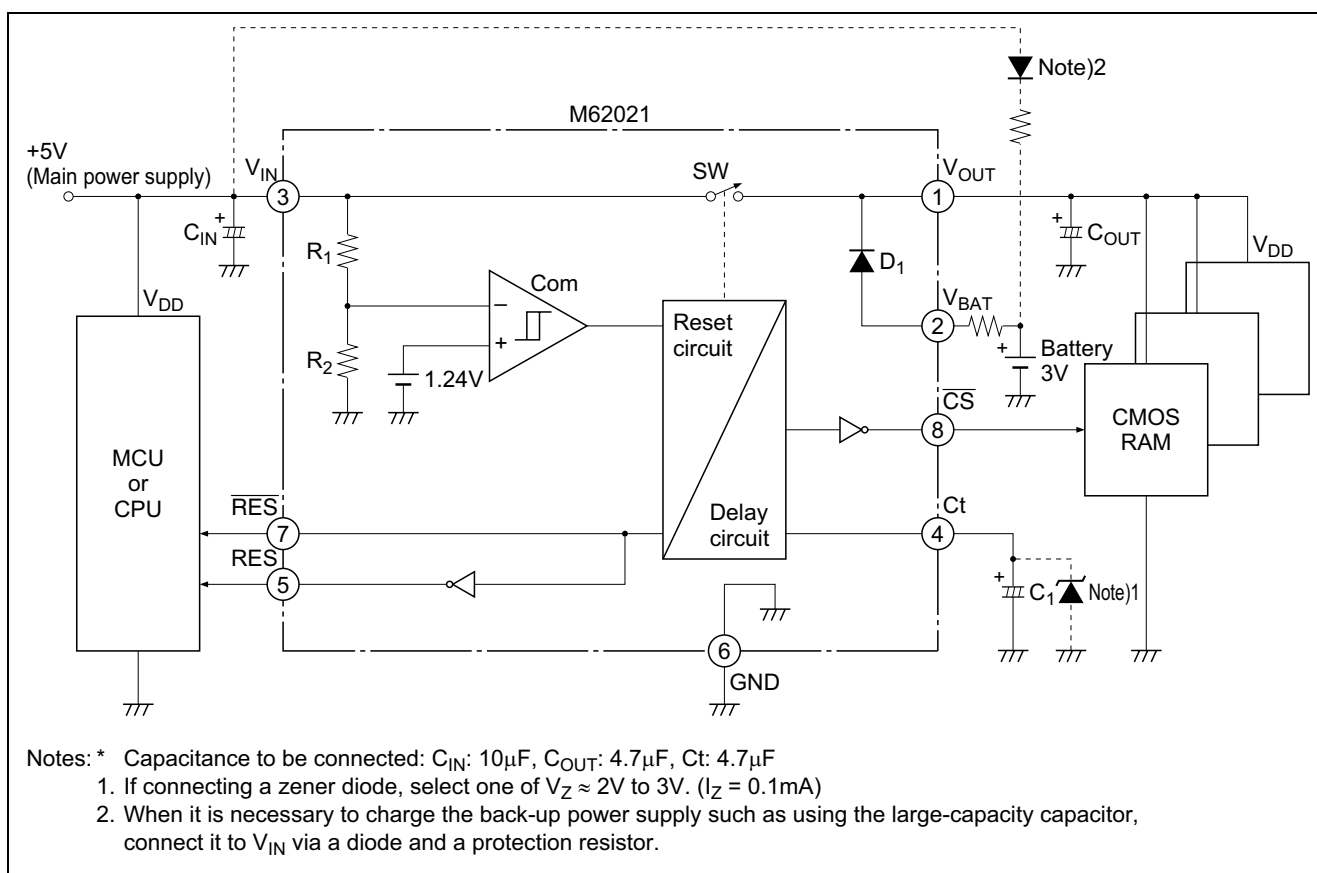 Note)2
M62021
+5V
(Main power supply)
VIN
3
SW
VOUT
1
CIN
+
R1
COUT
+
D1
VDD
Com
VDD
VBAT
2
−
+
R2
1.24V
Reset
circuit
+
Battery
3V
CS
8
CMOS
RAM
MCU
or
CPU
RES
7
Ct
4
Delay
circuit
RES
5
+
C1
Note)1
6
GND
Notes: * Capacitance to be connected: CIN: 10μF, COUT: 4.7μF, Ct: 4.7μF
1. If connecting a zener diode, select one of VZ ≈ 2V to 3V. (IZ = 0.1mA)
2. When it is necessary to charge the back-up power supply such as using the large-capacity capacitor,
connect it to VIN via a diode and a protection resistor.